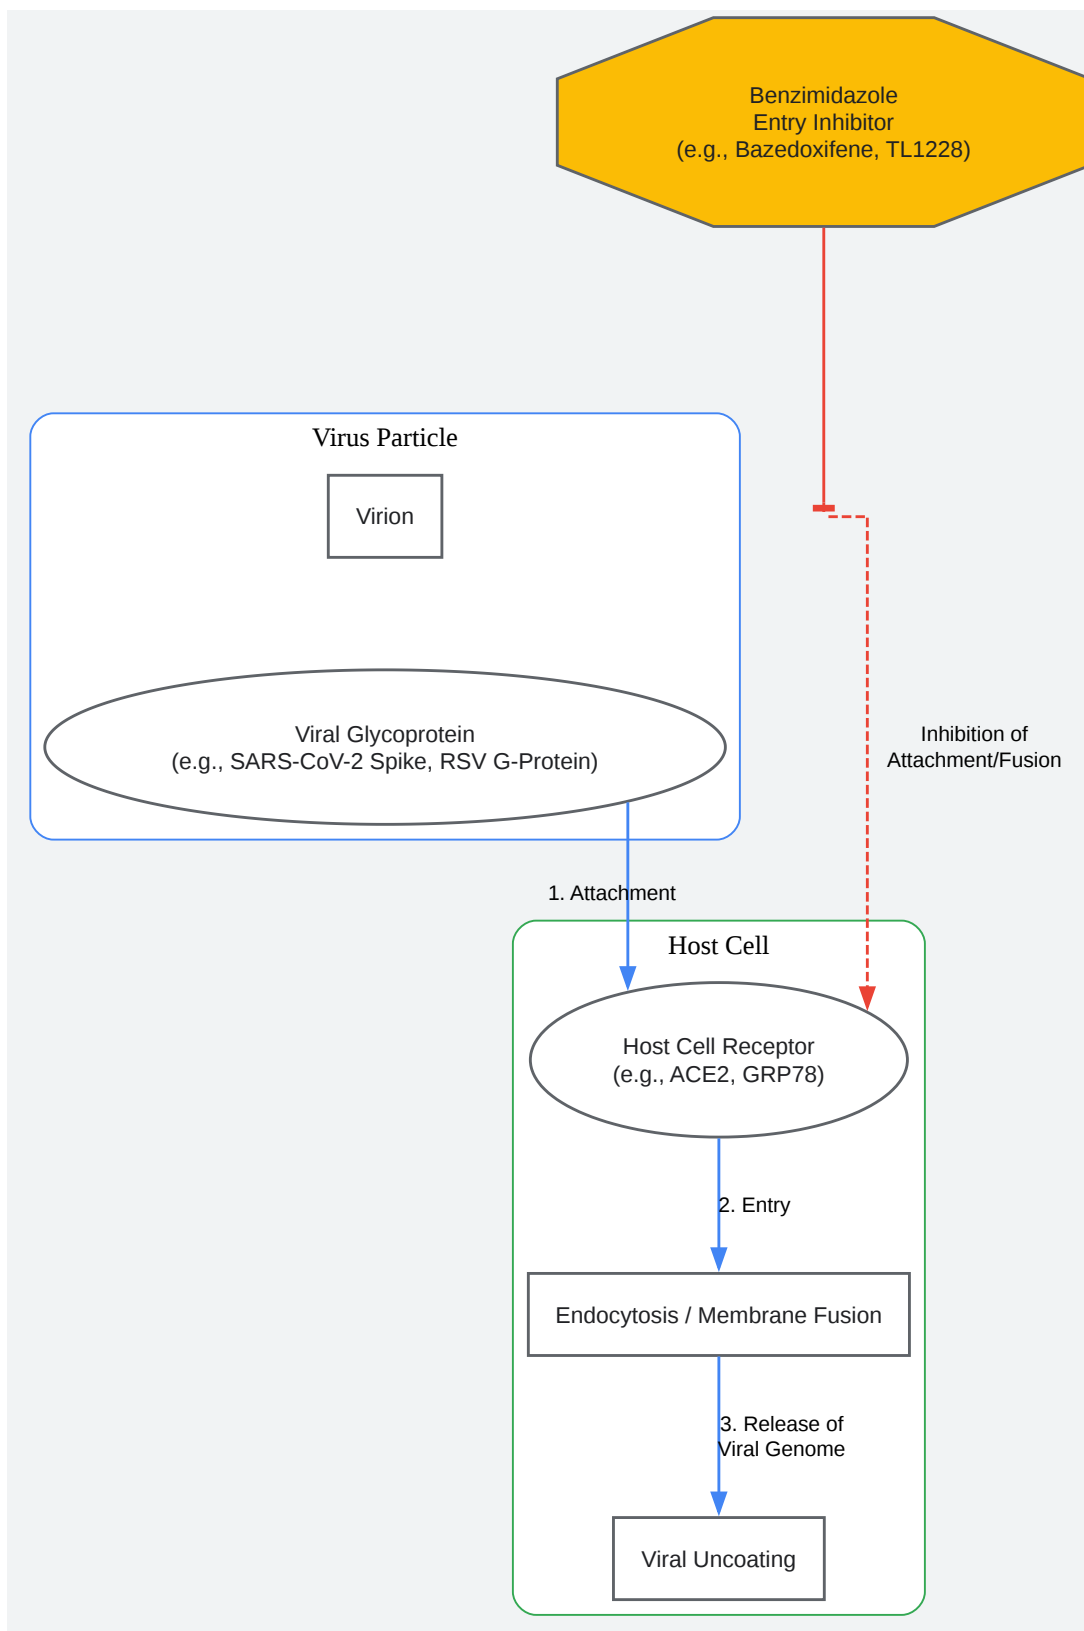 Benzimidazole
Entry Inhibitor
(e.g., Bazedoxifene, TL1228)
Virus Particle
Virion
Viral Glycoprotein
(e.g., SARS-CoV-2 Spike, RSV G-Protein)
Inhibition of
Attachment/Fusion
1. Attachment
Host Cell
Host Cell Receptor
(e.g., ACE2, GRP78)
2. Entry
Endocytosis / Membrane Fusion
3. Release of
Viral Genome
Viral Uncoating